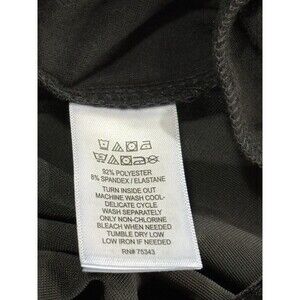 92% POLYESTER
8% SPANDEX / ELASTANE
TURN INSIDE OUT
MACHINE WASH COOL-
DELICATE CYCLE
WASH SEPARATELY
ONLY NON-CHLORINE
BLEACH WHEN NEEDED
TUMBLE DRY LOW
LOW IRON IF NEEDED
RN# 75343